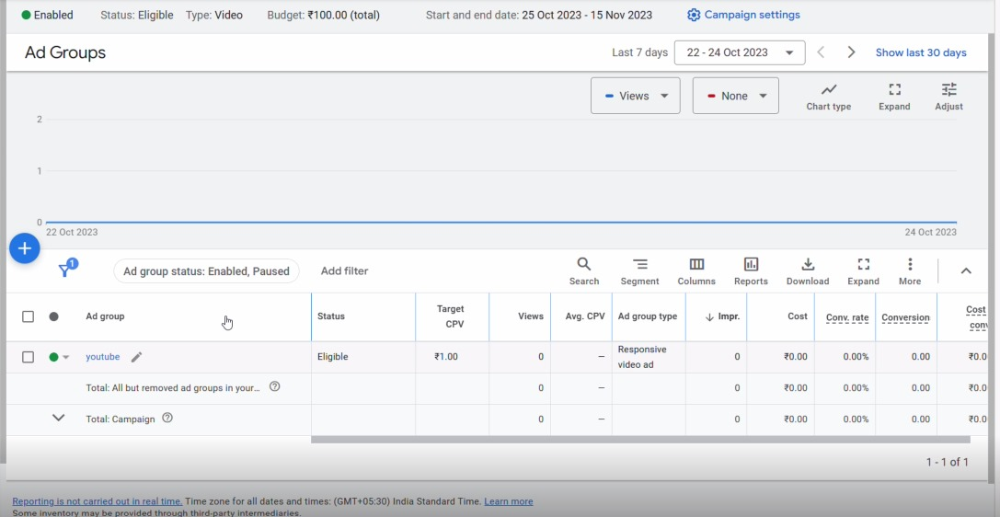 Enabled Status: Eligible Type: Video Budget: ₹100.00 (total) Start and end date: 25 Oct 2023 - 15 Nov 2023 Campaign settings
Ad Groups Last 7 days 22 - 24 Oct 2023 Show last 30 days
Views None Chart type Expand Adjust
2
1
0
22 Oct 2023 24 Oct 2023
1 Ad group status: Enabled, Paused Add filter Search Segment Columns Reports Download Expand More
Ad group Status Target CPV Views Avg. CPV Ad group type Impr. Cost Conv. rate Conversion Cost conv
youtube Eligible ₹1.00 0 — Responsive video ad 0 ₹0.00 0.00% 0.00 ₹0.0
Total: All but removed ad groups in your... 0 — 0 ₹0.00 0.00% 0.00 ₹0.0
Total: Campaign 0 — 0 ₹0.00 0.00% 0.00 ₹0.0
1 - 1 of 1
Reporting is not carried out in real time. Time zone for all dates and times: (GMT+05:30) India Standard Time. Learn more
Some inventory may be provided through third-party intermediaries.